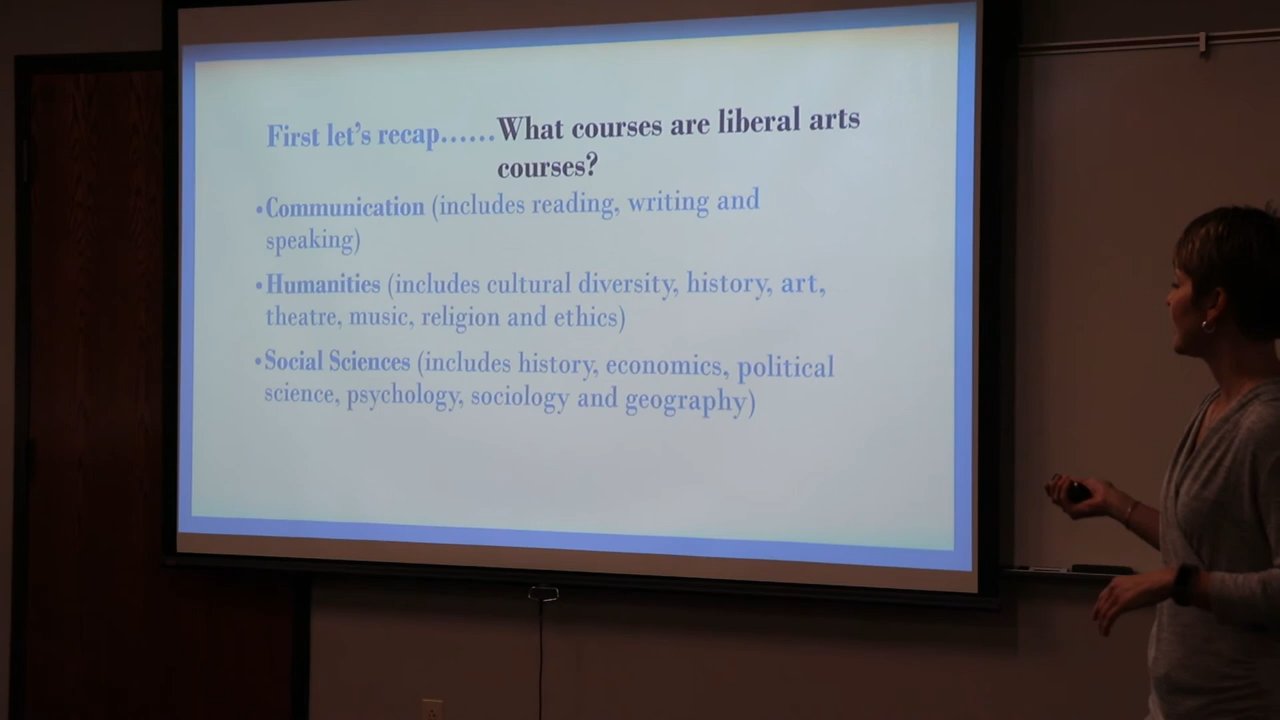 First let's recap......What courses are liberal arts
courses?
•Communication (includes reading, writing and
speaking)
•Humanities (includes cultural diversity, history, art,
theatre, music, religion and ethics)
•Social Sciences (includes history, economics, political
science, psychology, sociology and geography)